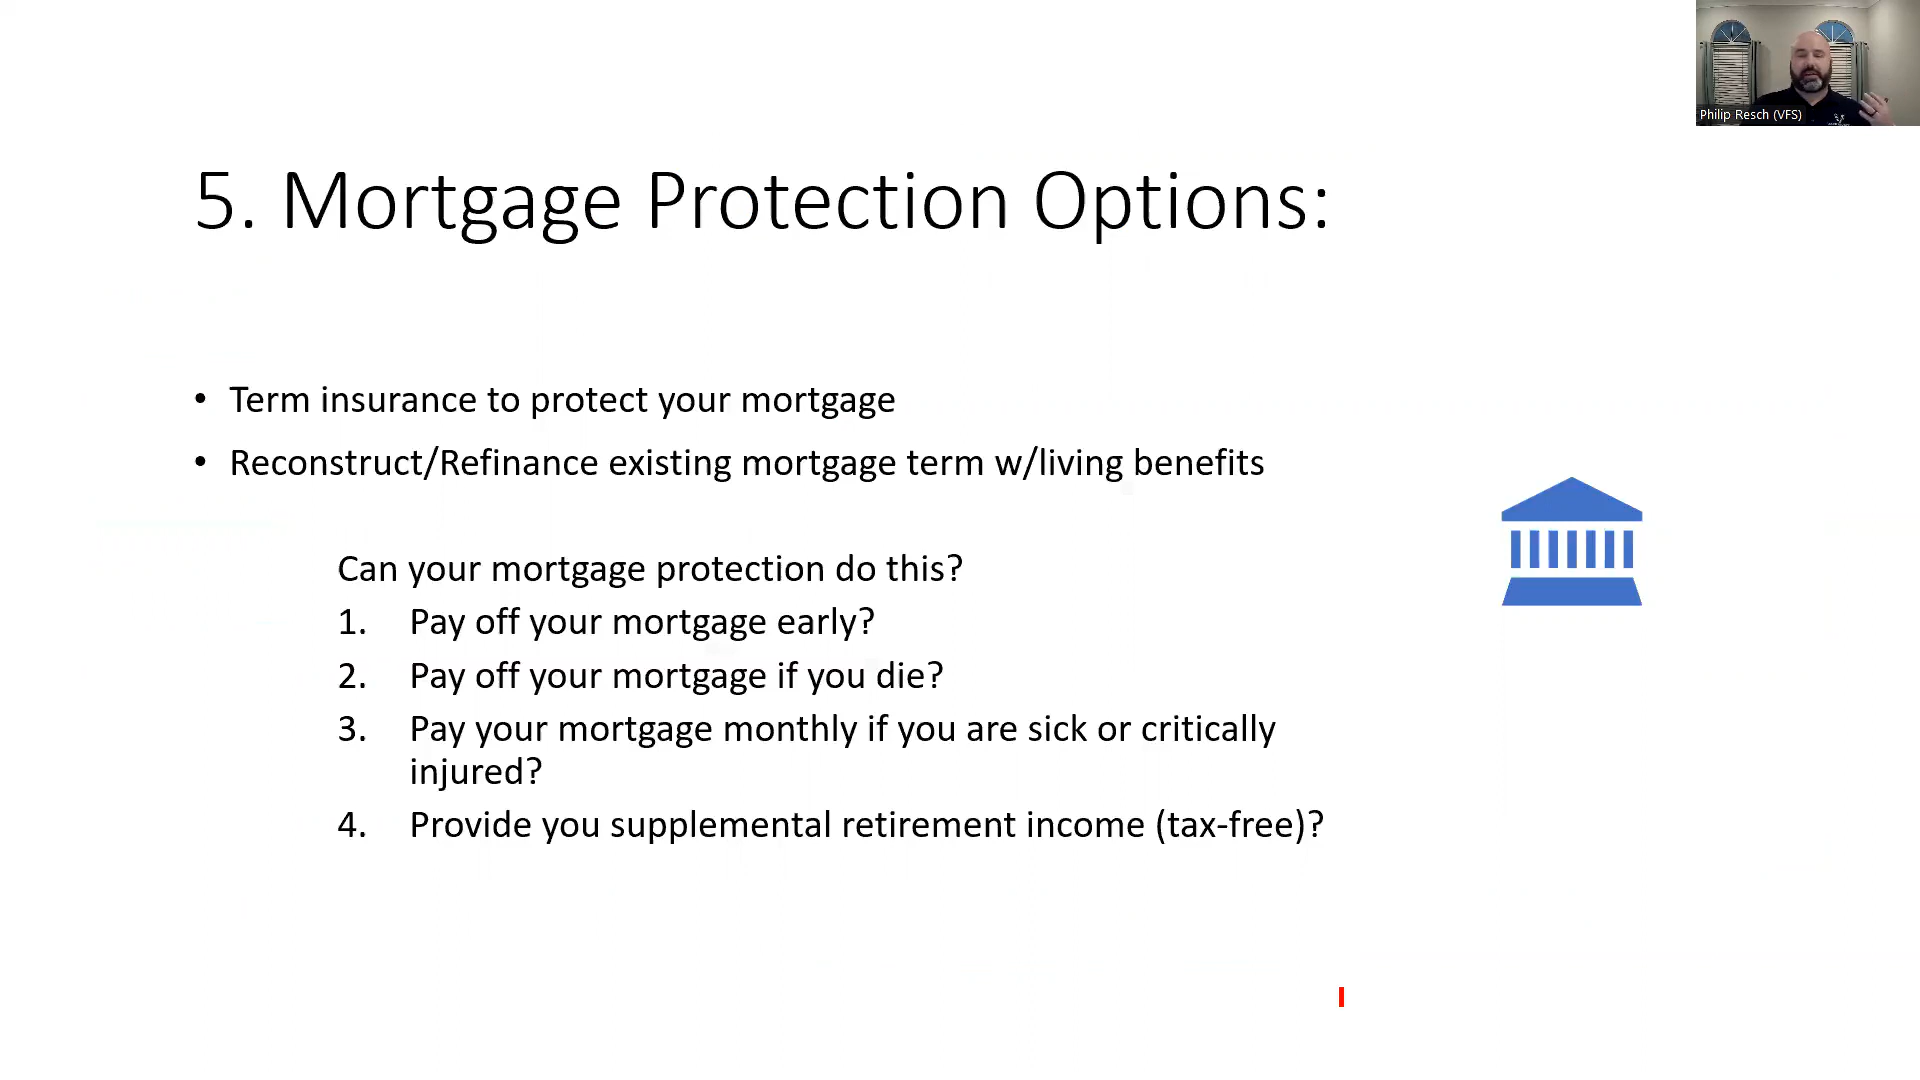 Philip Resch (VFS)
5. Mortgage Protection Options:
• Term insurance to protect your mortgage
• Reconstruct/Refinance existing mortgage term w/living benefits
Can your mortgage protection do this?
1. Pay off your mortgage early?
2. Pay off your mortgage if you die?
3. Pay your mortgage monthly if you are sick or critically
injured?
4. Provide you supplemental retirement income (tax-free)?